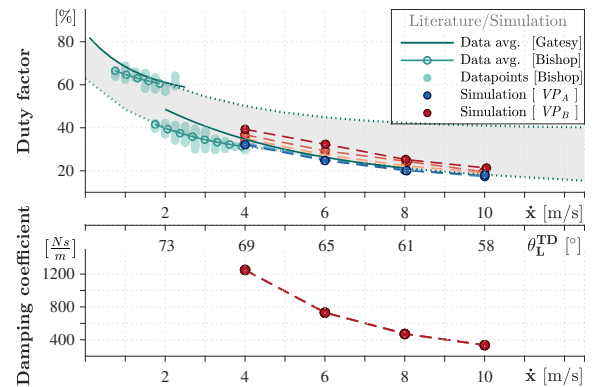 [%]
80
60
40
20
Duty factor
Literature/Simulation
Data avg. [Gatesy]
Data avg. [Bishop]
Datapoints [Bishop]
Simulation [ VP_A ]
Simulation [ VP_B ]
2 4 6 8 10 ẋ [m/s]
[Ns/m] 73 69 65 61 58 θ_L^TD [°]
1200
800
400
Damping coefficient
2 4 6 8 10 ẋ [m/s]